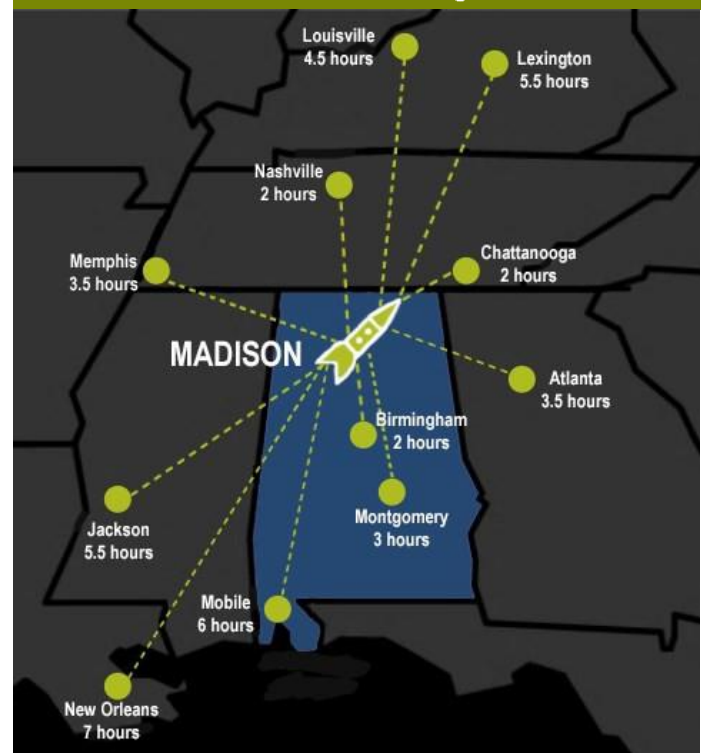 Louisville
4.5 hours
Lexington
5.5 hours
Nashville
2 hours
Chattanooga
2 hours
Memphis
3.5 hours
MADISON
Atlanta
3.5 hours
Birmingham
2 hours
Montgomery
3 hours
Jackson
5.5 hours
Mobile
6 hours
New Orleans
7 hours